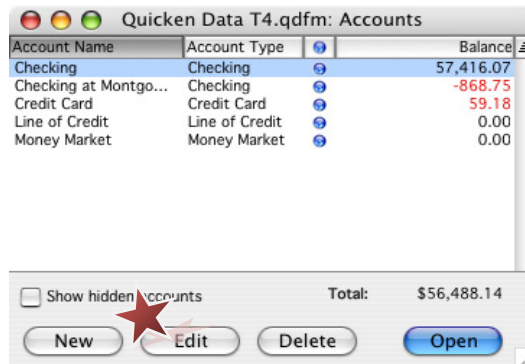 Quicken Data T4.qdfm: Accounts
Account Name Account Type Balance
Checking Checking 57,416.07
Checking at Montgo... Checking -868.75
Credit Card Credit Card 59.18
Line of Credit Line of Credit 0.00
Money Market Money Market 0.00
Show hidden accounts Total: $56,488.14
New Edit Delete Open